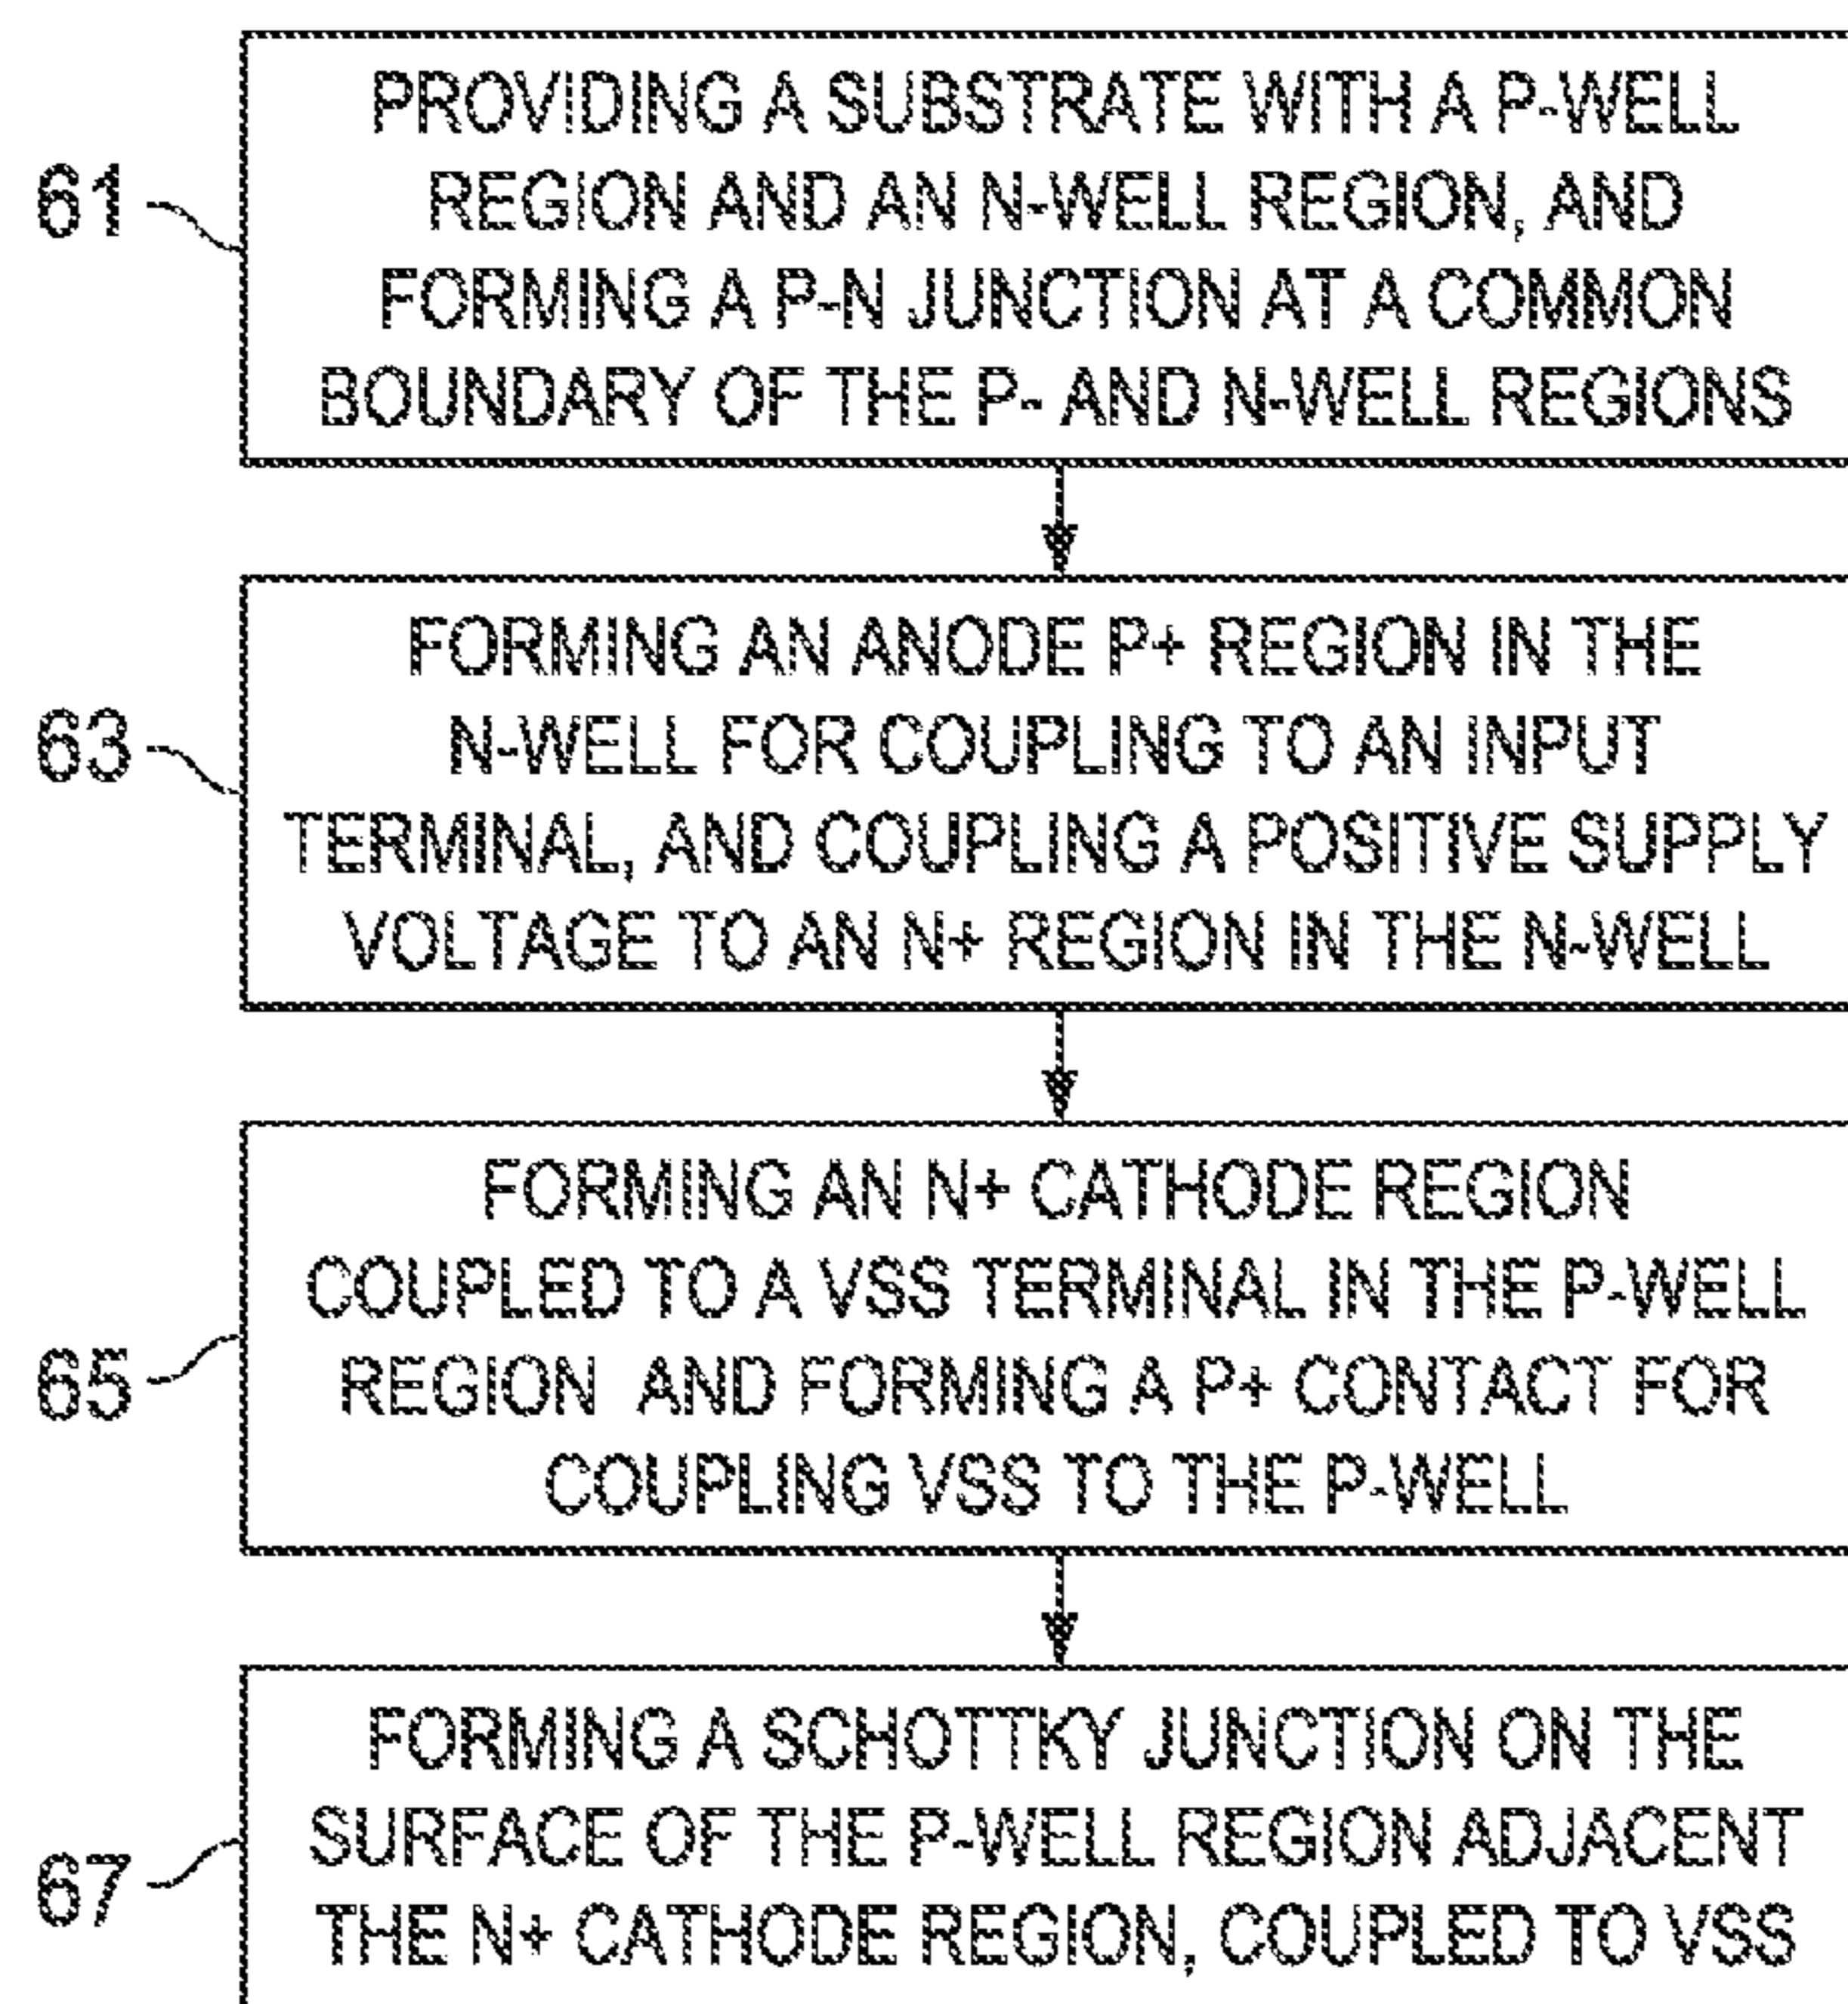 PROVIDING A SUBSTRATE WITH A P-WELL
61
REGION AND AN N-WELL REGION, AND
FORMING A P-N JUNCTION AT A COMMON
BOUNDARY OF THE P- AND N-WELL REGIONS
FORMING AN ANODE P+ REGION IN THE
63
N-WELL FOR COUPLING TO AN INPUT
TERMINAL, AND COUPLING A POSITIVE SUPPLY
VOLTAGE TO AN N+ REGION IN THE N-WELL
FORMING AN N+ CATHODE REGION
COUPLED TO A VSS TERMINAL IN THE P-WELL
65
REGION AND FORMING A P+ CONTACT FOR
COUPLING VSS TO THE P-WELL
FORMING A SCHOTTKY JUNCTION ON THE
SURFACE OF THE P-WELL REGION ADJACENT
67
THE N+ CATHODE REGION, COUPLED TO VSS